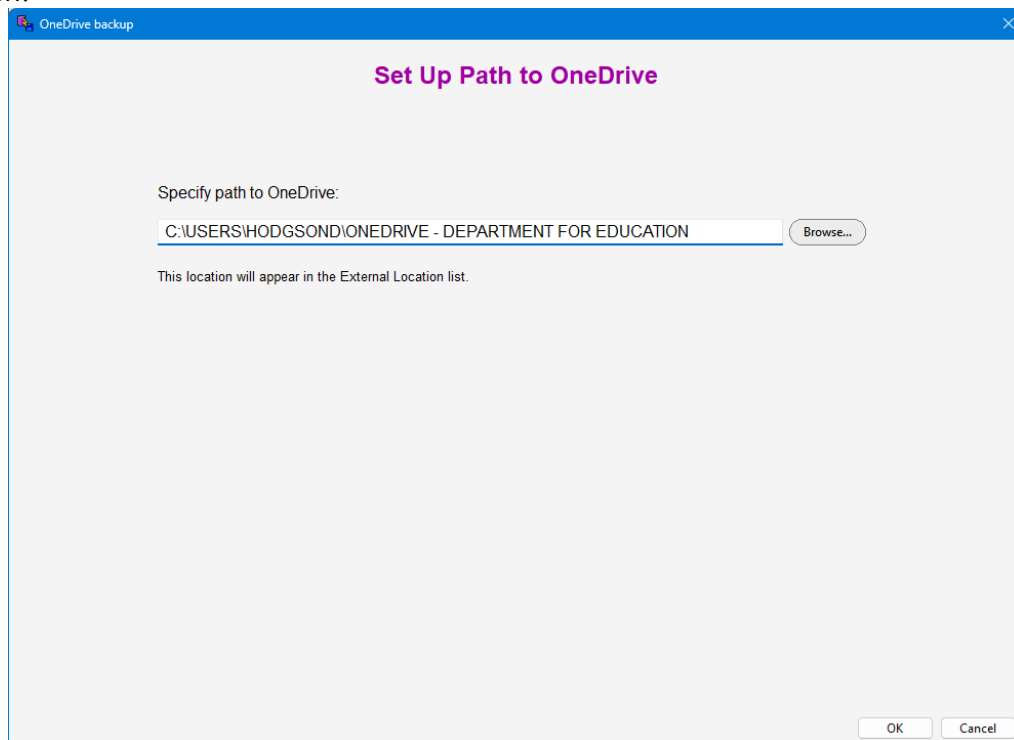 OneDrive backup
Set Up Path to OneDrive
Specify path to OneDrive:
C:\USERS\HODGSOND\ONEDRIVE - DEPARTMENT FOR EDUCATION
Browse...
This location will appear in the External Location list.
OK Cancel